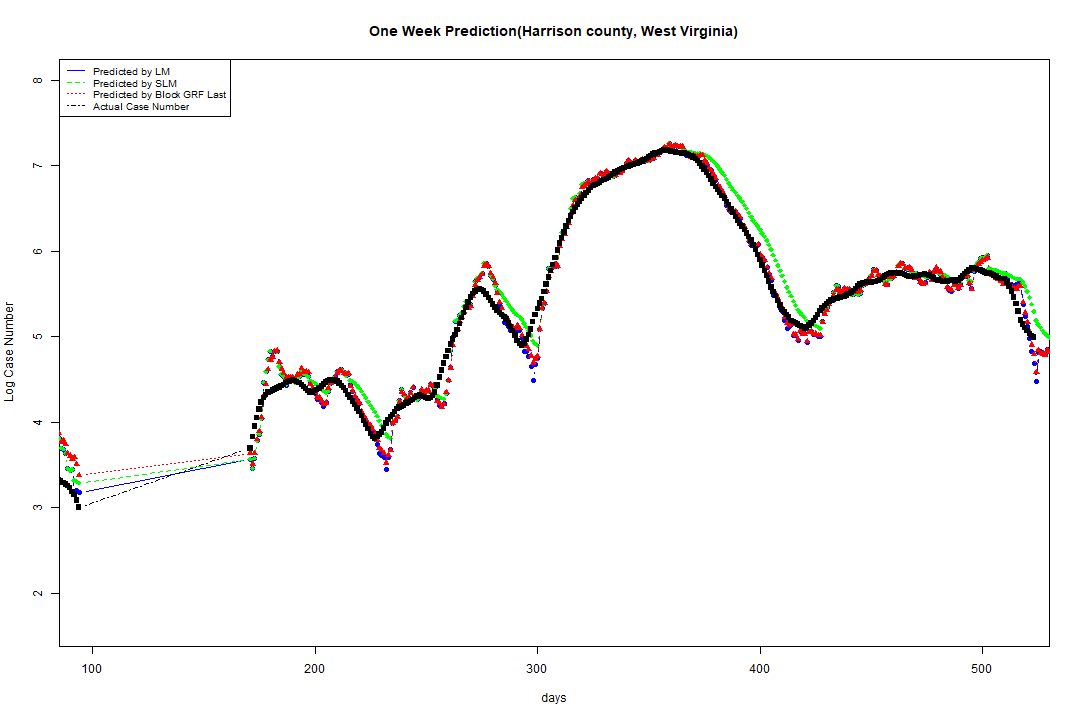 One Week Prediction(Harrison county, West Virginia)
Predicted by LM
Predicted by SLM
Predicted by Block GRF Last
Actual Case Number
8
7
6
5
4
3
2
Log Case Number
100 200 300 400 500
days